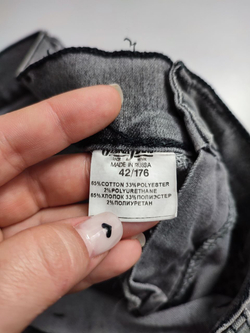 MADE IN RUSSIA
42/176
65%COTTON 33%POLYESTER
2%POLYURETHANE
65%ХЛОПОК 33%ПОЛИЭСТЕР
2%ПОЛИУРЕТАН